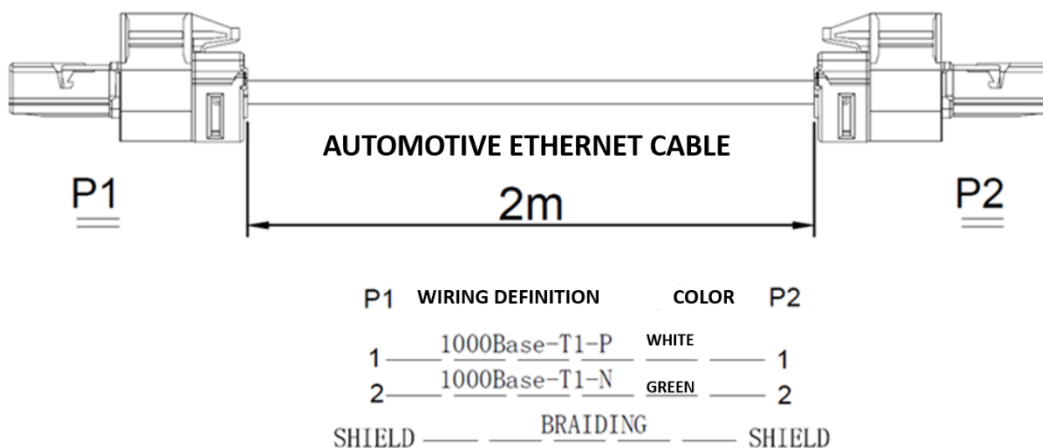 AUTOMOTIVE ETHERNET CABLE
P1 2m P2
P1 WIRING DEFINITION COLOR P2
1 1000Base-T1-P WHITE 1
2 1000Base-T1-N GREEN 2
SHIELD BRAIDING SHIELD